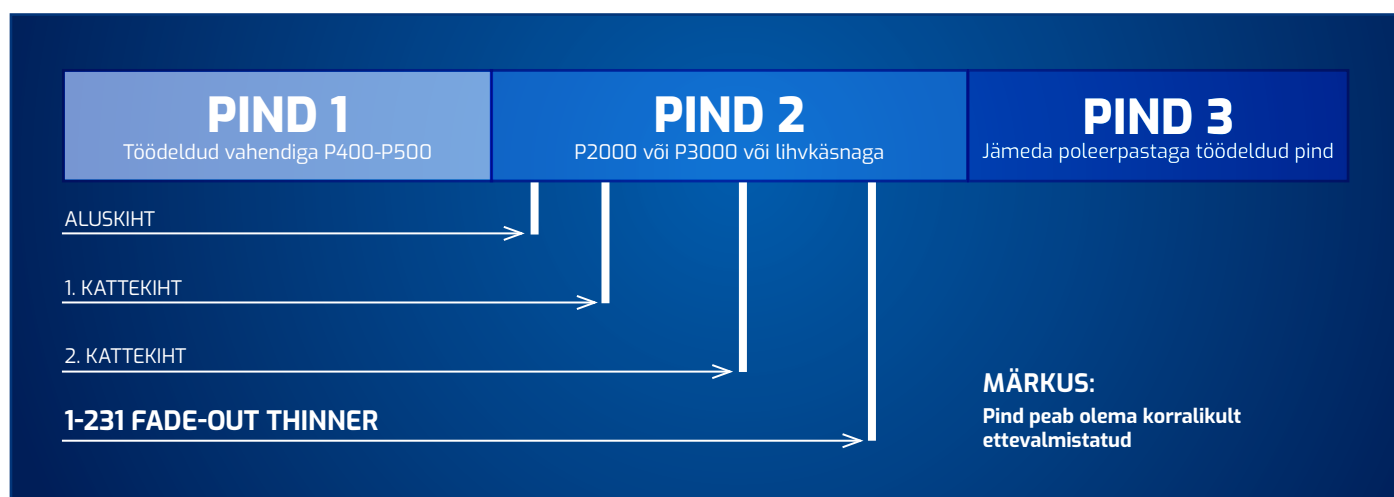 PIND 1
Töödeldud vahendiga P400-P500
PIND 2
P2000 või P3000 või lihvkäsnaga
PIND 3
Jämeda poleerpastaga töödeldud pind
ALUSKIHT
1. KATTEKIHT
2. KATTEKIHT
1-231 FADE-OUT THINNER
MÄRKUS:
Pind peab olema korralikult
ettevalmistatud